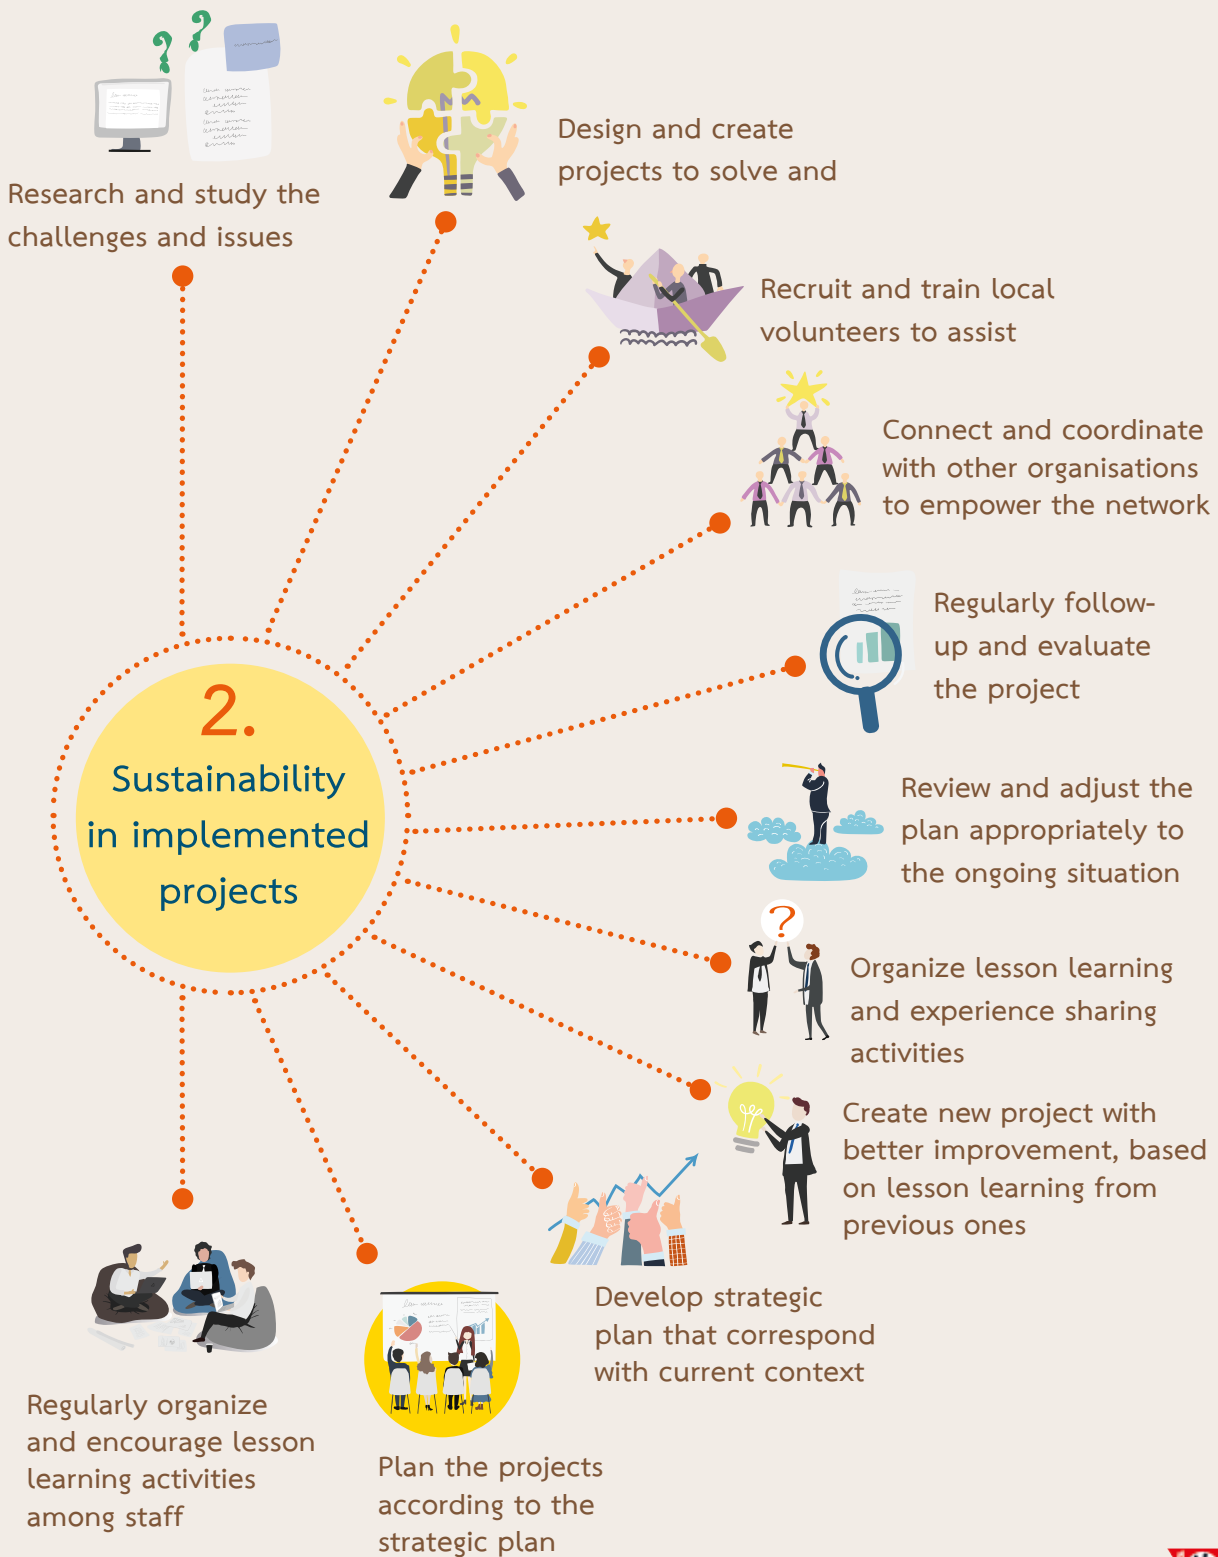 Research and study the
challenges and issues
Design and create
projects to solve and
Recruit and train local
volunteers to assist
Connect and coordinate
with other organisations
to empower the network
Regularly follow-
up and evaluate
the project
2.
Sustainability
in implemented
projects
Review and adjust the
plan appropriately to
the ongoing situation
?
Organize lesson learning
and experience sharing
activities
Create new project with
better improvement, based
on lesson learning from
previous ones
Develop strategic
plan that correspond
with current context
Plan the projects
according to the
strategic plan
Regularly organize
and encourage lesson
learning activities
among staff